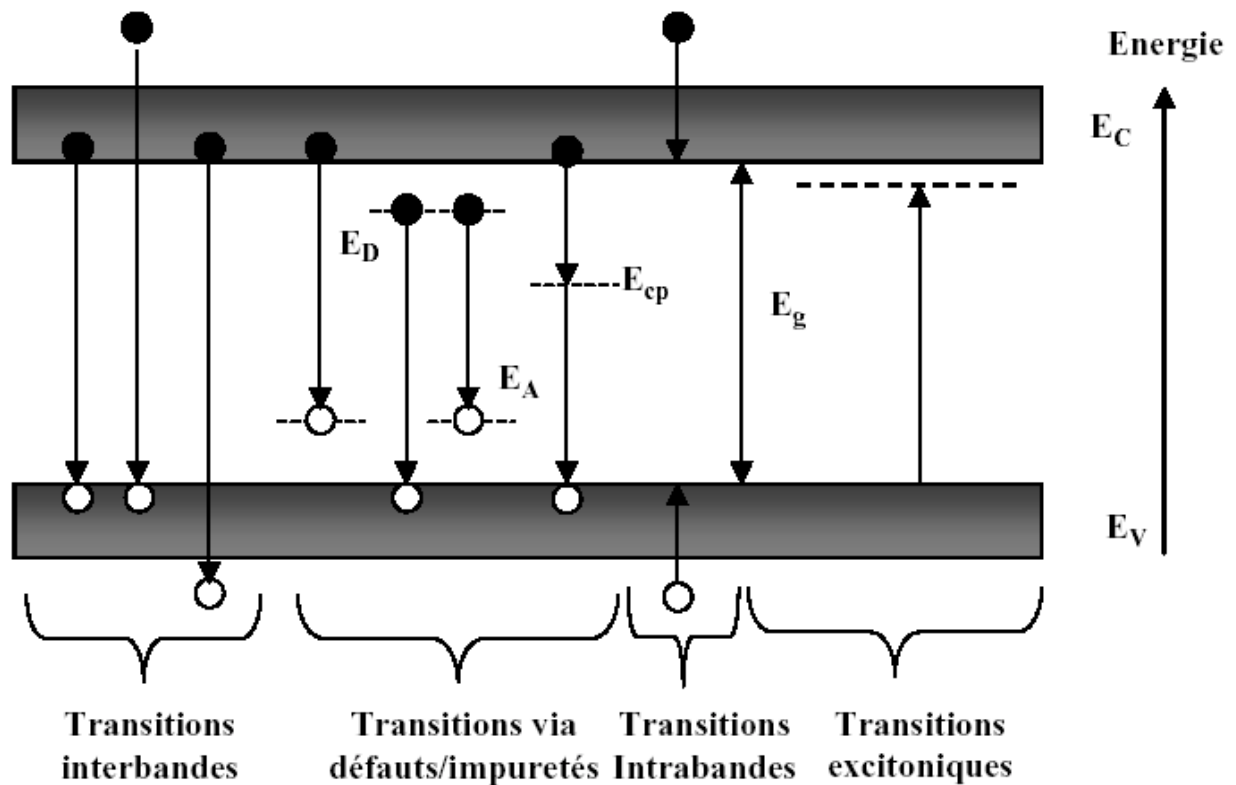 Energie
E_C
E_D
E_cp
E_g
E_A
E_V
Transitions interbandes
Transitions via défauts/impuretés
Transitions Intrabandes
Transitions excitoniques